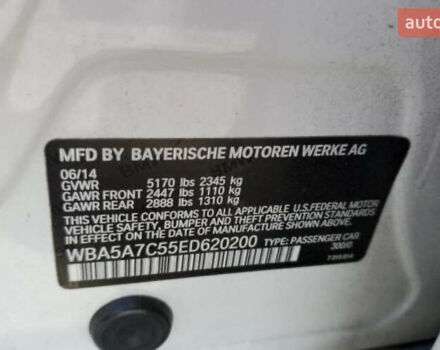 auto
MFD BY BAYERISCHE MOTOREN WERKE AG
06/14
GVWR 5170 lbs 2345 kg
GAWR FRONT 2447 lbs 1110 kg
GAWR REAR 2888 lbs 1310 kg
THIS VEHICLE CONFORMS TO ALL APPLICABLE U.S.FEDERAL MOTOR
VEHICLE SAFETY, BUMPER AND THEFT PREVENTION STANDARDS
IN EFFECT ON THE DATE OF MANUFACTURE SHOWN ABOVE.
WBA5A7C55ED620200 TYPE: PASSENGER CAR
300/0